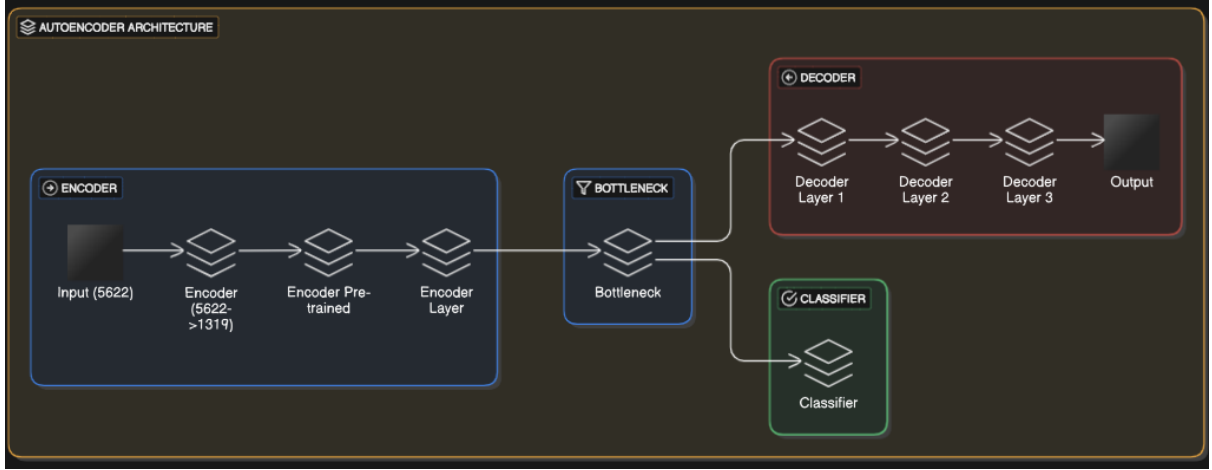 AUTOENCODER ARCHITECTURE
ENCODER
Input (5622)
Encoder
(5622-
>1319)
Encoder Pre-
trained
Encoder
Layer
BOTTLENECK
Bottleneck
DECODER
Decoder
Layer 1
Decoder
Layer 2
Decoder
Layer 3
Output
CLASSIFIER
Classifier